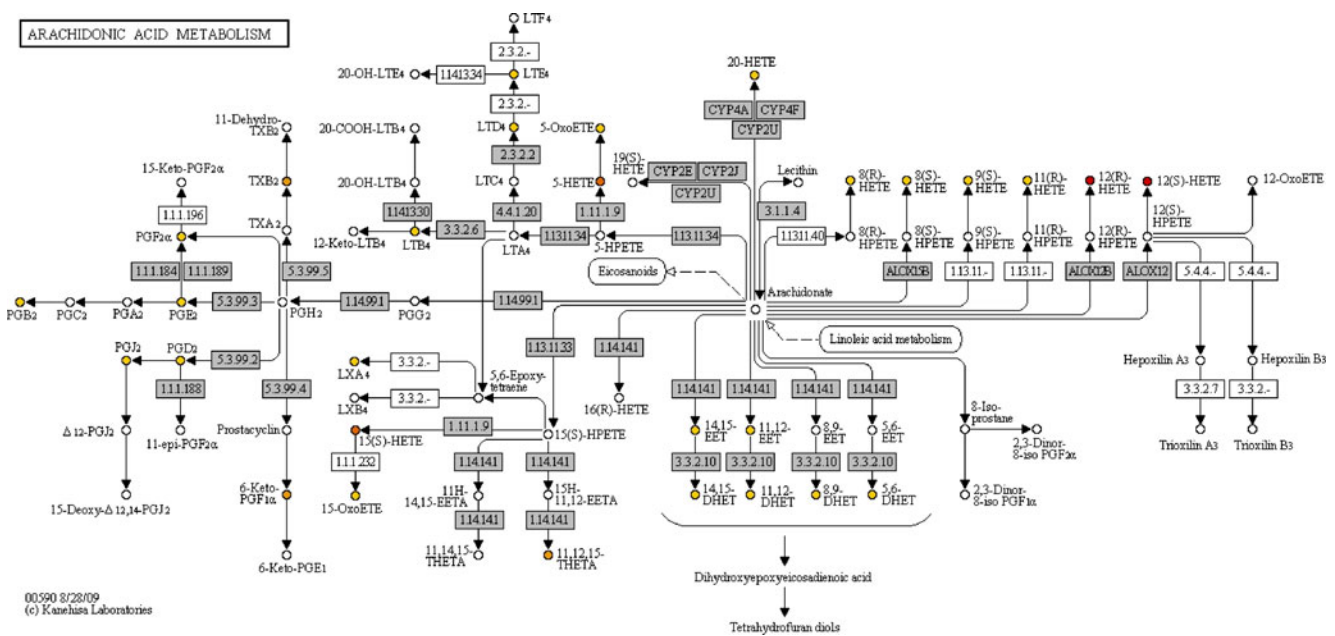 ARACHIDONIC ACID METABOLISM
LTF4
2.3.2.-
20-OH-LTE4
1.14.13.34
LTE4
20-HETE
2.3.2.-
CYP4A
CYP4F
CYP2U
11-Dehydro-
TXB2
20-COOH-LTB4
LTD4
5-OxoETE
2.3.2.2
19(S)-
HETE
CYP2E
CYP2J
CYP2U
Lecithin
15-Keto-PGF2α
TXB2
20-OH-LTB4
LTC4
5-HETE
8(R)-
HETE
8(S)-
HETE
9(S)-
HETE
11(R)-
HETE
12(R)-
HETE
12(S)-HETE
12-OxoETE
1.1.1.196
TXA2
1.14.13.30
4.4.1.20
1.11.1.9
3.1.1.4
12(S)-
HPETE
PGF2α
12-Keto-LTB4
LTB4
3.3.2.6
LTA4
1.13.11.34
5-HPETE
1.13.11.34
1.13.11.40
8(R)-
HPETE
8(S)-
HPETE
9(S)-
HPETE
11(R)-
HPETE
12(R)-
HPETE
1.1.1.184
1.1.1.189
5.3.99.5
Eicosanoids
ALOX15B
1.13.11.-
1.13.11.-
ALOX12B
ALOX12
5.4.4.-
5.4.4.-
Arachidonate
PGB2
PGC2
PGA2
PGE2
5.3.99.3
PGH2
1.14.99.1
PGG2
1.14.99.1
Linoleic acid metabolism
PGJ2
PGD2
5.3.99.2
1.13.11.33
1.14.14.1
LXA4
3.3.2.-
5,6-Epoxy-
tetraene
Hepoxilin A3
Hepoxilin B3
1.1.1.188
5.3.99.4
LXB4
3.3.2.-
16(R)-HETE
1.14.14.1
1.14.14.1
1.14.14.1
1.14.14.1
3.3.2.7
3.3.2.-
8-Iso-
prostane
Δ12-PGJ2
11-epi-PGF2α
Prostacyclin
15(S)-HETE
1.11.1.9
15(S)-HPETE
14,15-
EET
11,12-
EET
8,9-
EET
5,6-
EET
2,3-Dinor-
8-iso PGF2α
Trioxilin A3
Trioxilin B3
1.1.1.232
1.14.14.1
1.14.14.1
3.3.2.10
3.3.2.10
3.3.2.10
3.3.2.10
15-Deoxy-Δ12,14-PGJ2
6-Keto-
PGF1α
15-OxoETE
11H-
14,15-EETA
15H-
11,12-EETA
14,15-
DHET
11,12-
DHET
8,9-
DHET
5,6-
DHET
2,3-Dinor-
8-iso PGF1α
1.14.14.1
1.14.14.1
6-Keto-PGE1
11,14,15-
THETA
11,12,15-
THETA
Dihydroxyepoxyeicosadienoic acid
00590 8/28/09
(c) Kanehisa Laboratories
Tetrahydrofuran diols